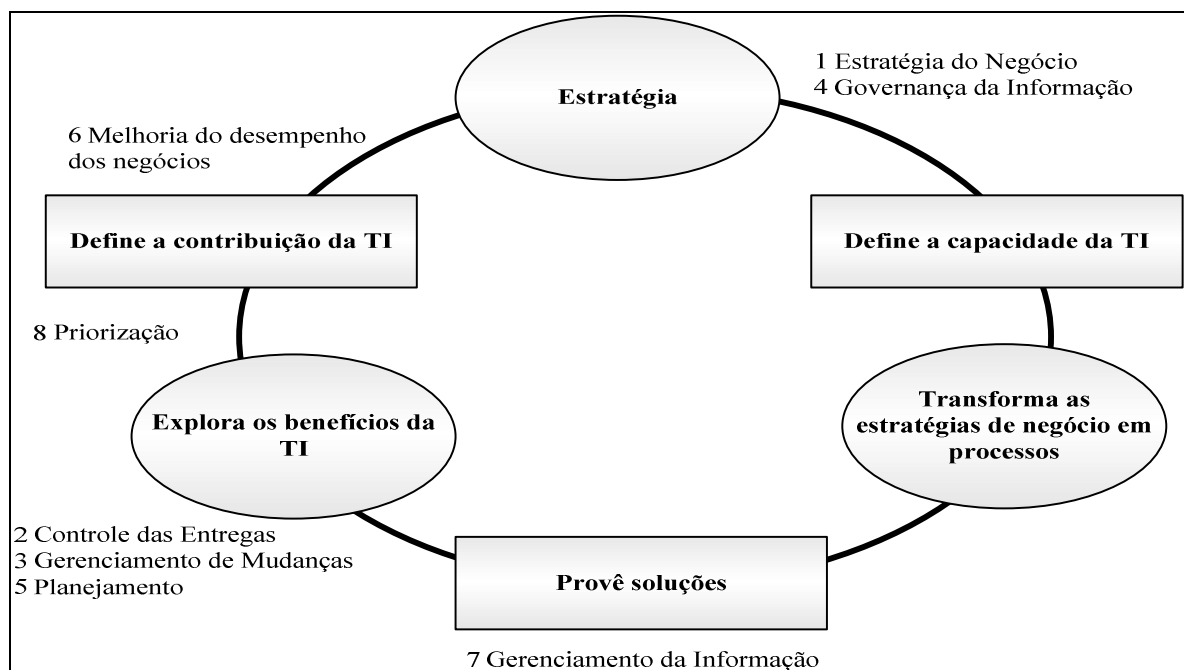 Estratégia
1 Estratégia do Negócio
4 Governança da Informação
6 Melhoria do desempenho
dos negócios
Define a contribuição da TI
Define a capacidade da TI
8 Priorização
Explora os benefícios da
TI
Transforma as
estratégias de negócio em
processos
2 Controle das Entregas
3 Gerenciamento de Mudanças
5 Planejamento
Provê soluções
7 Gerenciamento da Informação